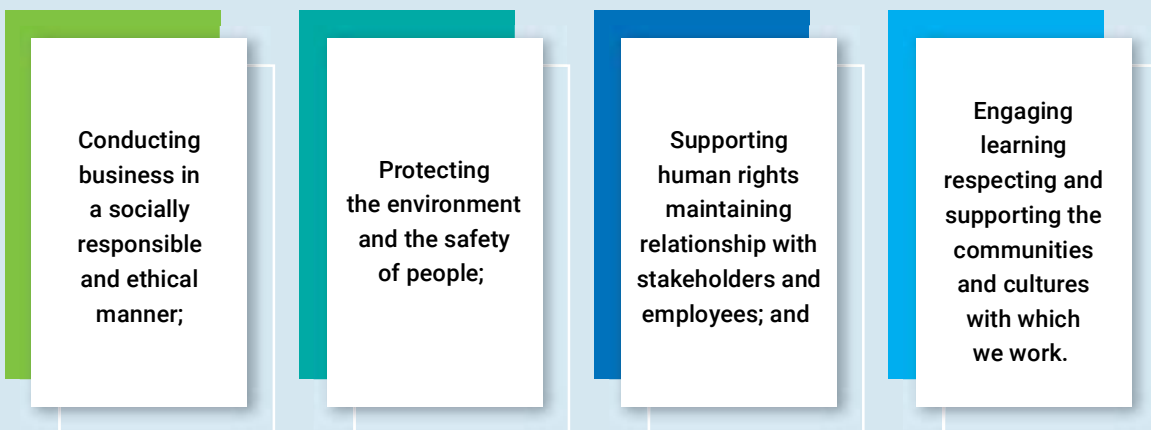 Conducting
business in
a socially
responsible
and ethical
manner;
Protecting
the environment
and the safety
of people;
Supporting
human rights
maintaining
relationship with
stakeholders and
employees; and
Engaging
learning
respecting and
supporting the
communities
and cultures
with which
we work.